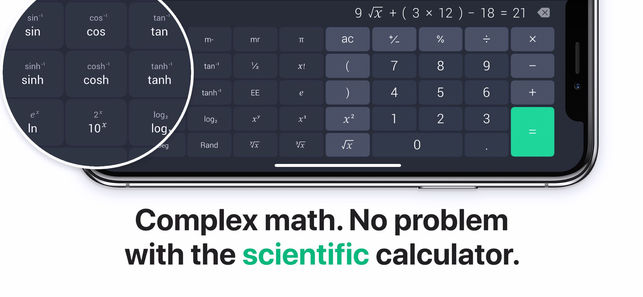 9 √x + ( 3 × 12 ) − 18 = 21
sin⁻¹ cos⁻¹ tan⁻¹
sin cos tan
sinh⁻¹ cosh⁻¹ tanh⁻¹
sinh cosh tanh
eˣ 2ˣ log₂
ln 10ˣ log
m- mr π ac +/− % ÷ ×
tan⁻¹ ½ x! ( 7 8 9 −
tanh⁻¹ EE e ) 4 5 6 +
log₂ xʸ x³ x² 1 2 3 =
Rand √x 0 .
Complex math. No problem
with the scientific calculator.